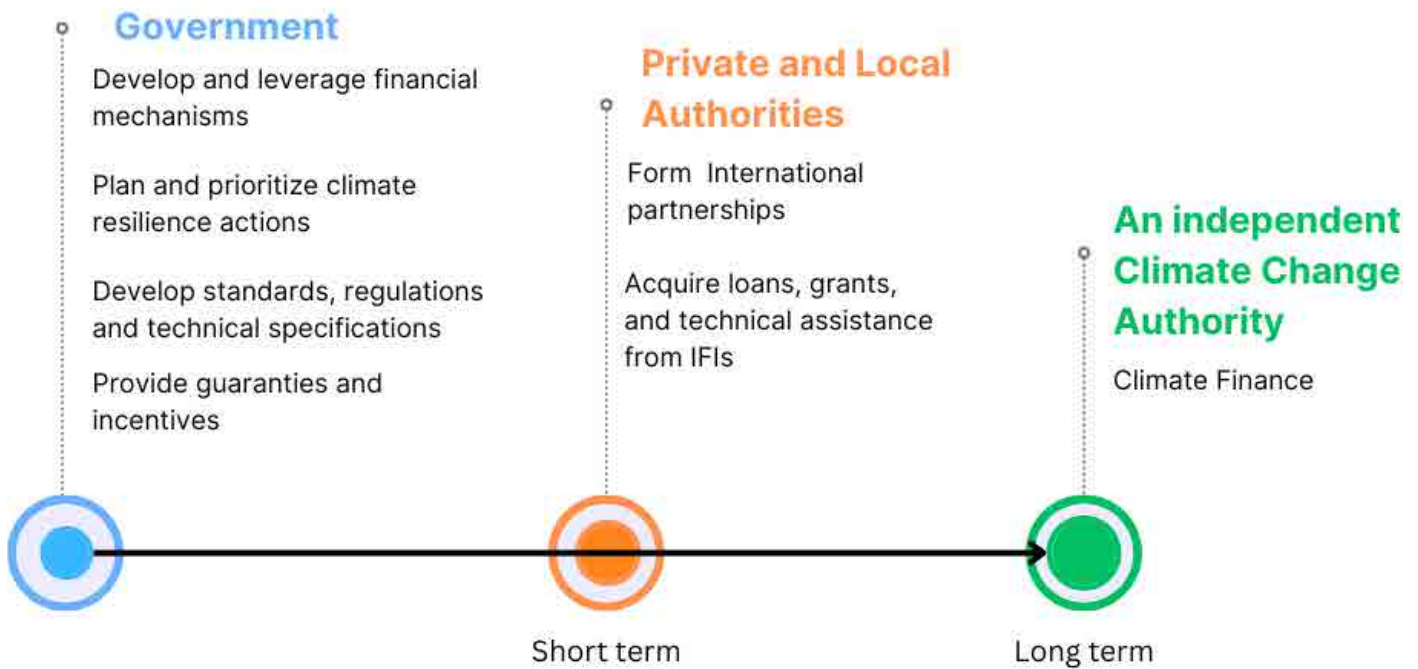 Government
Develop and leverage financial
mechanisms
Plan and prioritize climate
resilience actions
Develop standards, regulations
and technical specifications
Provide guaranties and
incentives
Private and Local
Authorities
Form International
partnerships
Acquire loans, grants,
and technical assistance
from IFIs
An independent
Climate Change
Authority
Climate Finance
Short term
Long term